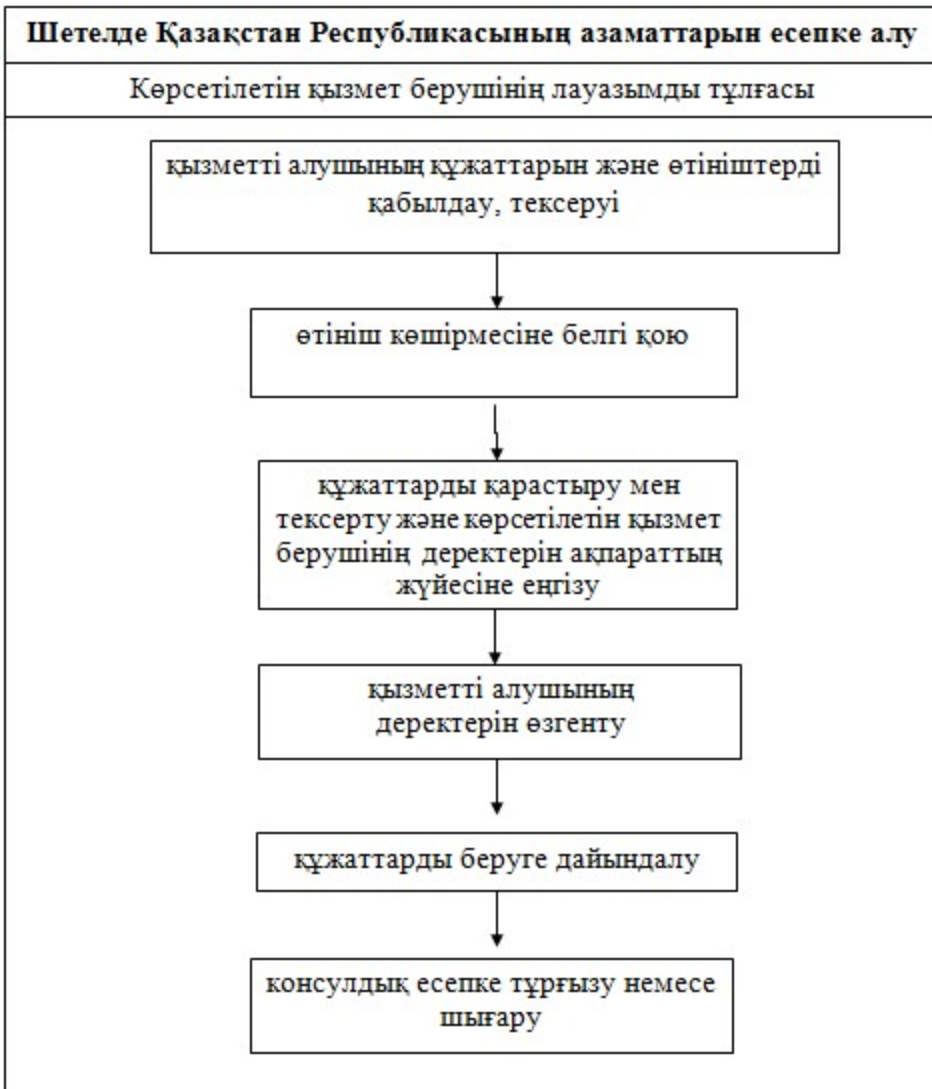 Шетелде Қазақстан Республикасының азаматтарын есепке алу
Көрсетілетін қызмет берушінің лауазымды тұлғасы
қызметті алушының құжаттарын және өтініштерді
қабылдау, тексеруі
өтініш көшірмесіне белгі қою
құжаттарды қарастыру мен
тексерту және көрсетілетін қызмет
берушінің деректерін ақпараттың
жүйесіне еңгізу
қызметті алушының
деректерін өзгенту
құжаттарды беруге дайындалу
консулдық есепке тұрғызу немесе
шығару